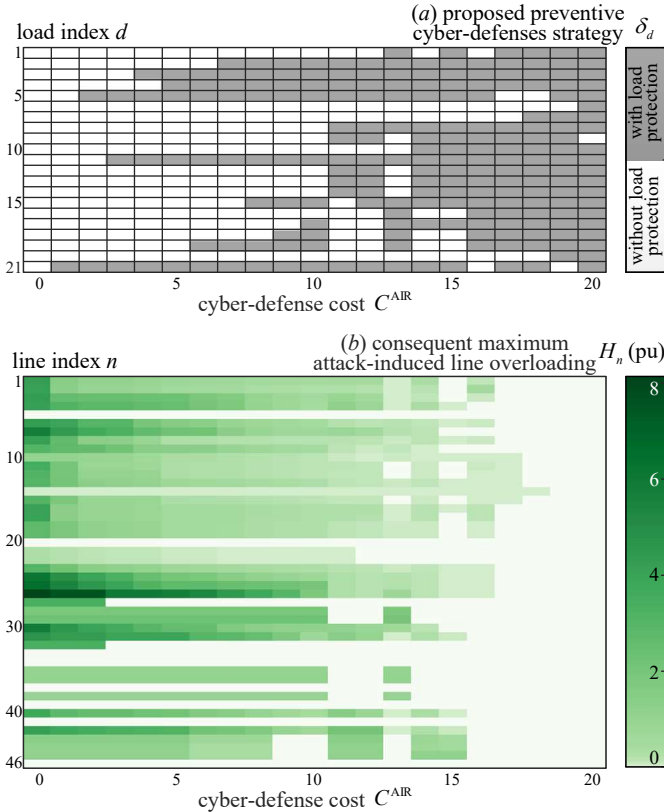 (a) proposed preventive
cyber-defenses strategy
δ_d
load index d
1
5
10
15
21
0 5 10 15 20
cyber-defense cost C^AIR
with load
protection
without load
protection
(b) consequent maximum
attack-induced line overloading
H_n (pu)
line index n
1
10
20
30
40
46
0 5 10 15 20
cyber-defense cost C^AIR
8
6
4
2
0